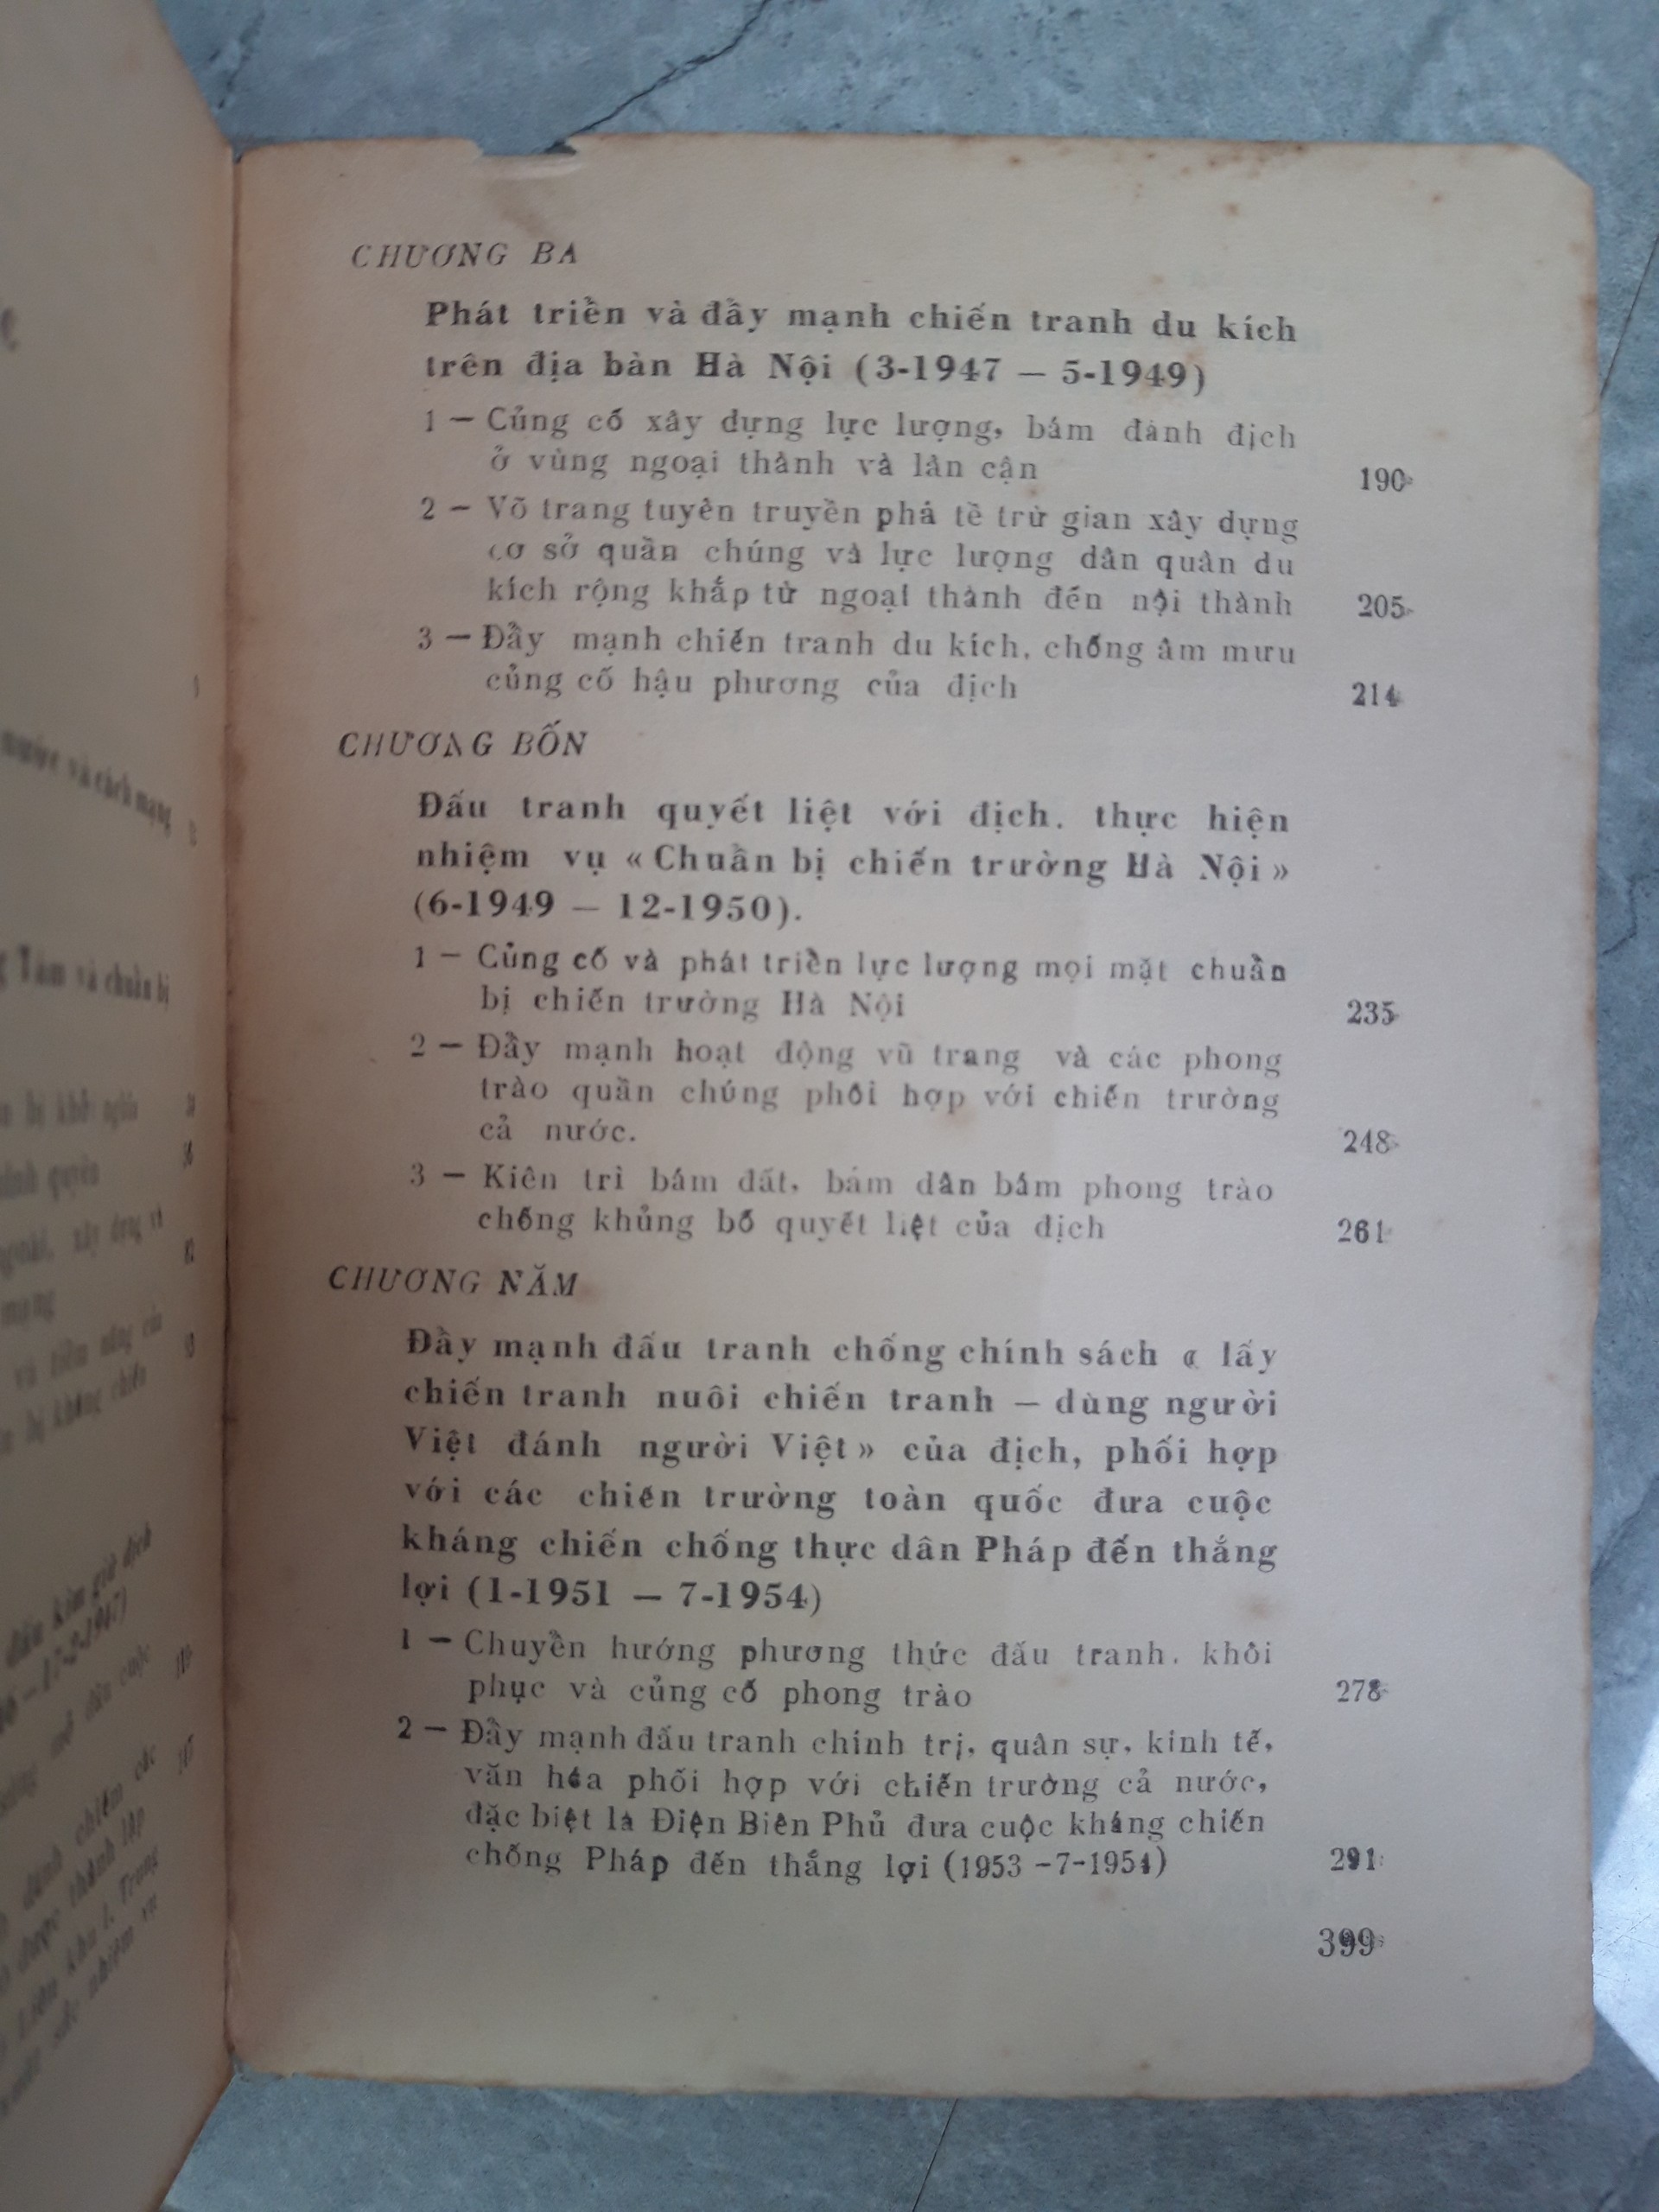 nước và cách mạng
Tám và chuẩn bị
CHƯƠNG BA
Phát triển và đẩy mạnh chiến tranh du kích
trên địa bàn Hà Nội (3-1947 — 5-1949)
1 — Củng cố xây dựng lực lượng, bám đánh địch
ở vùng ngoại thành và lân cận 190
2 — Võ trang tuyên truyền phá tề trừ gian xây dựng
cơ sở quần chúng và lực lượng dân quân du
kích rộng khắp từ ngoại thành đến nội thành 205
3 — Đẩy mạnh chiến tranh du kích, chống âm mưu
củng cố hậu phương của địch 214
CHƯƠNG BỐN
Đấu tranh quyết liệt với địch. thực hiện
nhiệm vụ « Chuẩn bị chiến trường Hà Nội »
(6-1949 — 12-1950).
1 — Củng cố và phát triển lực lượng mọi mặt chuẩn
bị chiến trường Hà Nội 235
2 — Đẩy mạnh hoạt động vũ trang và các phong
trào quần chúng phối hợp với chiến trường
cả nước. 248
3 — Kiên trì bám đất, bám dân bám phong trào
chống khủng bố quyết liệt của địch 261
CHƯƠNG NĂM
Đẩy mạnh đấu tranh chống chính sách « lấy
chiến tranh nuôi chiến tranh — dùng người
Việt đánh người Việt » của địch, phối hợp
với các chiến trường toàn quốc đưa cuộc
kháng chiến chống thực dân Pháp đến thắng
lợi (1-1951 — 7-1954)
1 — Chuyển hướng phương thức đấu tranh. khôi
phục và củng cố phong trào 278
2 — Đẩy mạnh đấu tranh chính trị, quân sự, kinh tế,
văn hóa phối hợp với chiến trường cả nước,
đặc biệt là Điện Biên Phủ đưa cuộc kháng chiến
chống Pháp đến thắng lợi (1953 -7-1954) 291
399